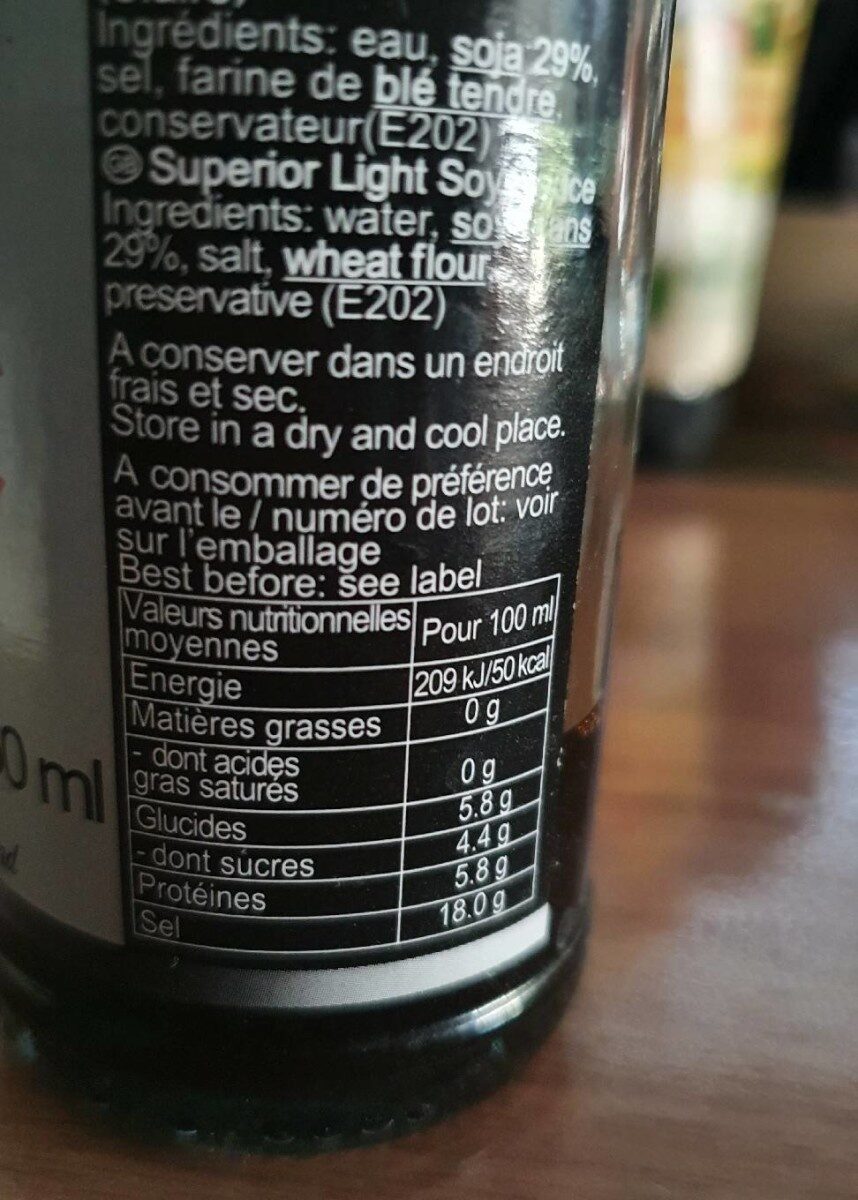 Ingrédients: eau, soja 29%,
sel, farine de blé tendre,
conservateur(E202)
GB Superior Light Soy
Ingredients: water,
29%, salt, wheat flour,
preservative (E202)
A conserver dans un endroit
frais et sec.
Store in a dry and cool place.
A consommer de préférence
avant le / numéro de lot: voir
sur l'emballage
Best before: see label
Valeurs nutritionnelles
moyennes Pour 100 ml
Energie 209 kJ/50 kcal
Matières grasses 0 g
- dont acides
gras saturés 0 g
Glucides 5.8 g
- dont sucres 4.4 g
Protéines 5.8 g
Sel 18.0 g
0 ml